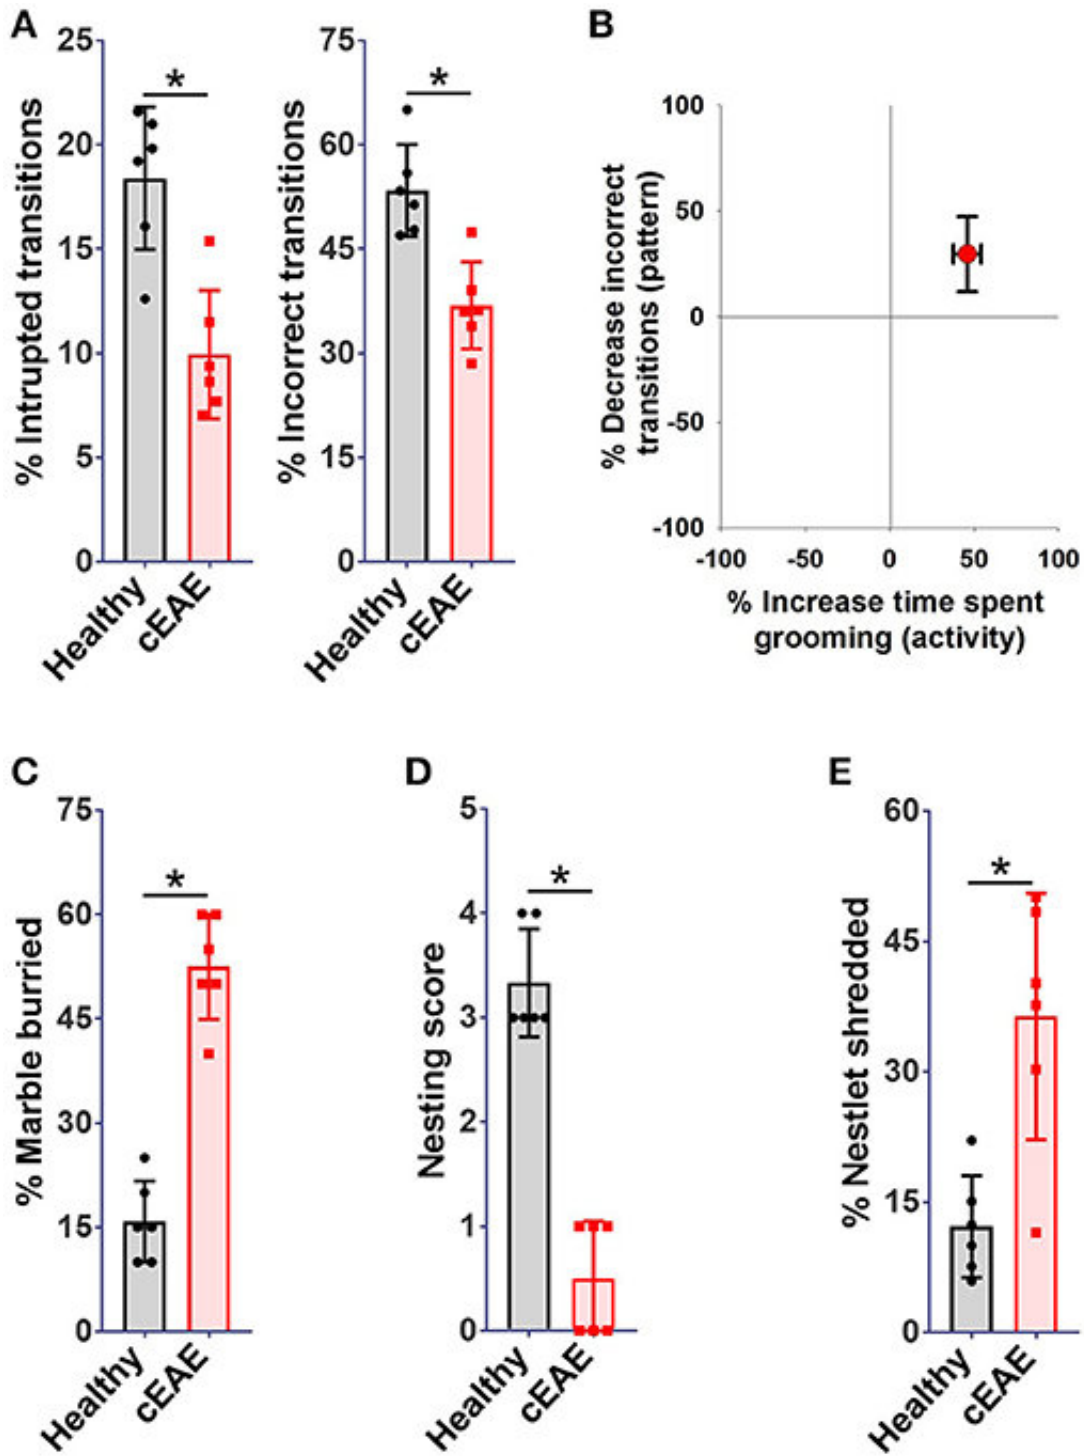 A
% Intrupted transitions
25
20
15
10
5
0
*
Healthy
cEAE
% Incorrect transitions
75
60
45
30
15
0
*
Healthy
cEAE
B
% Decrease incorrect
transitions (pattern)
100
50
0
-50
-100
-100 -50 0 50 100
% Increase time spent
grooming (activity)
C
% Marble burried
75
60
45
30
15
0
*
Healthy
cEAE
D
Nesting score
5
4
3
2
1
0
*
Healthy
cEAE
E
% Nestlet shredded
60
45
30
15
0
*
Healthy
cEAE